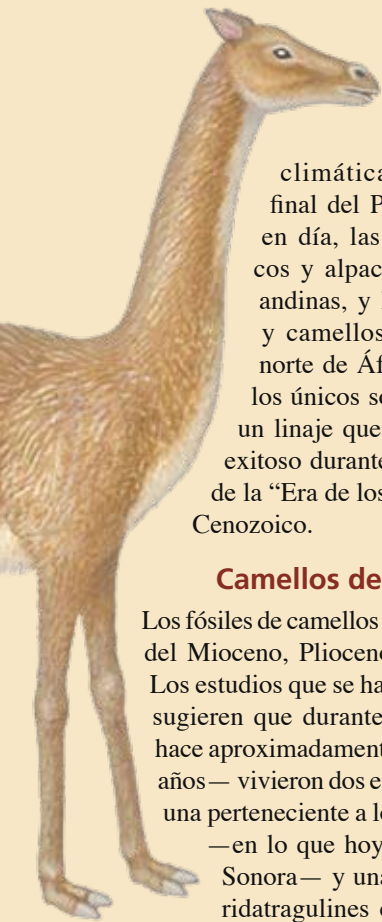 climática
final del P
en día, las
cos y alpac
andinas, y
y camellos
norte de Áf
los únicos so
un linaje que
exitoso durante
de la “Era de los
Cenozoico.
Camellos de
Los fósiles de camellos
del Mioceno, Plioceno
Los estudios que se ha
sugieren que durante
hace aproximadament
años— vivieron dos e
una perteneciente a lo
—en lo que hoy
Sonora— y una
ridatragulines